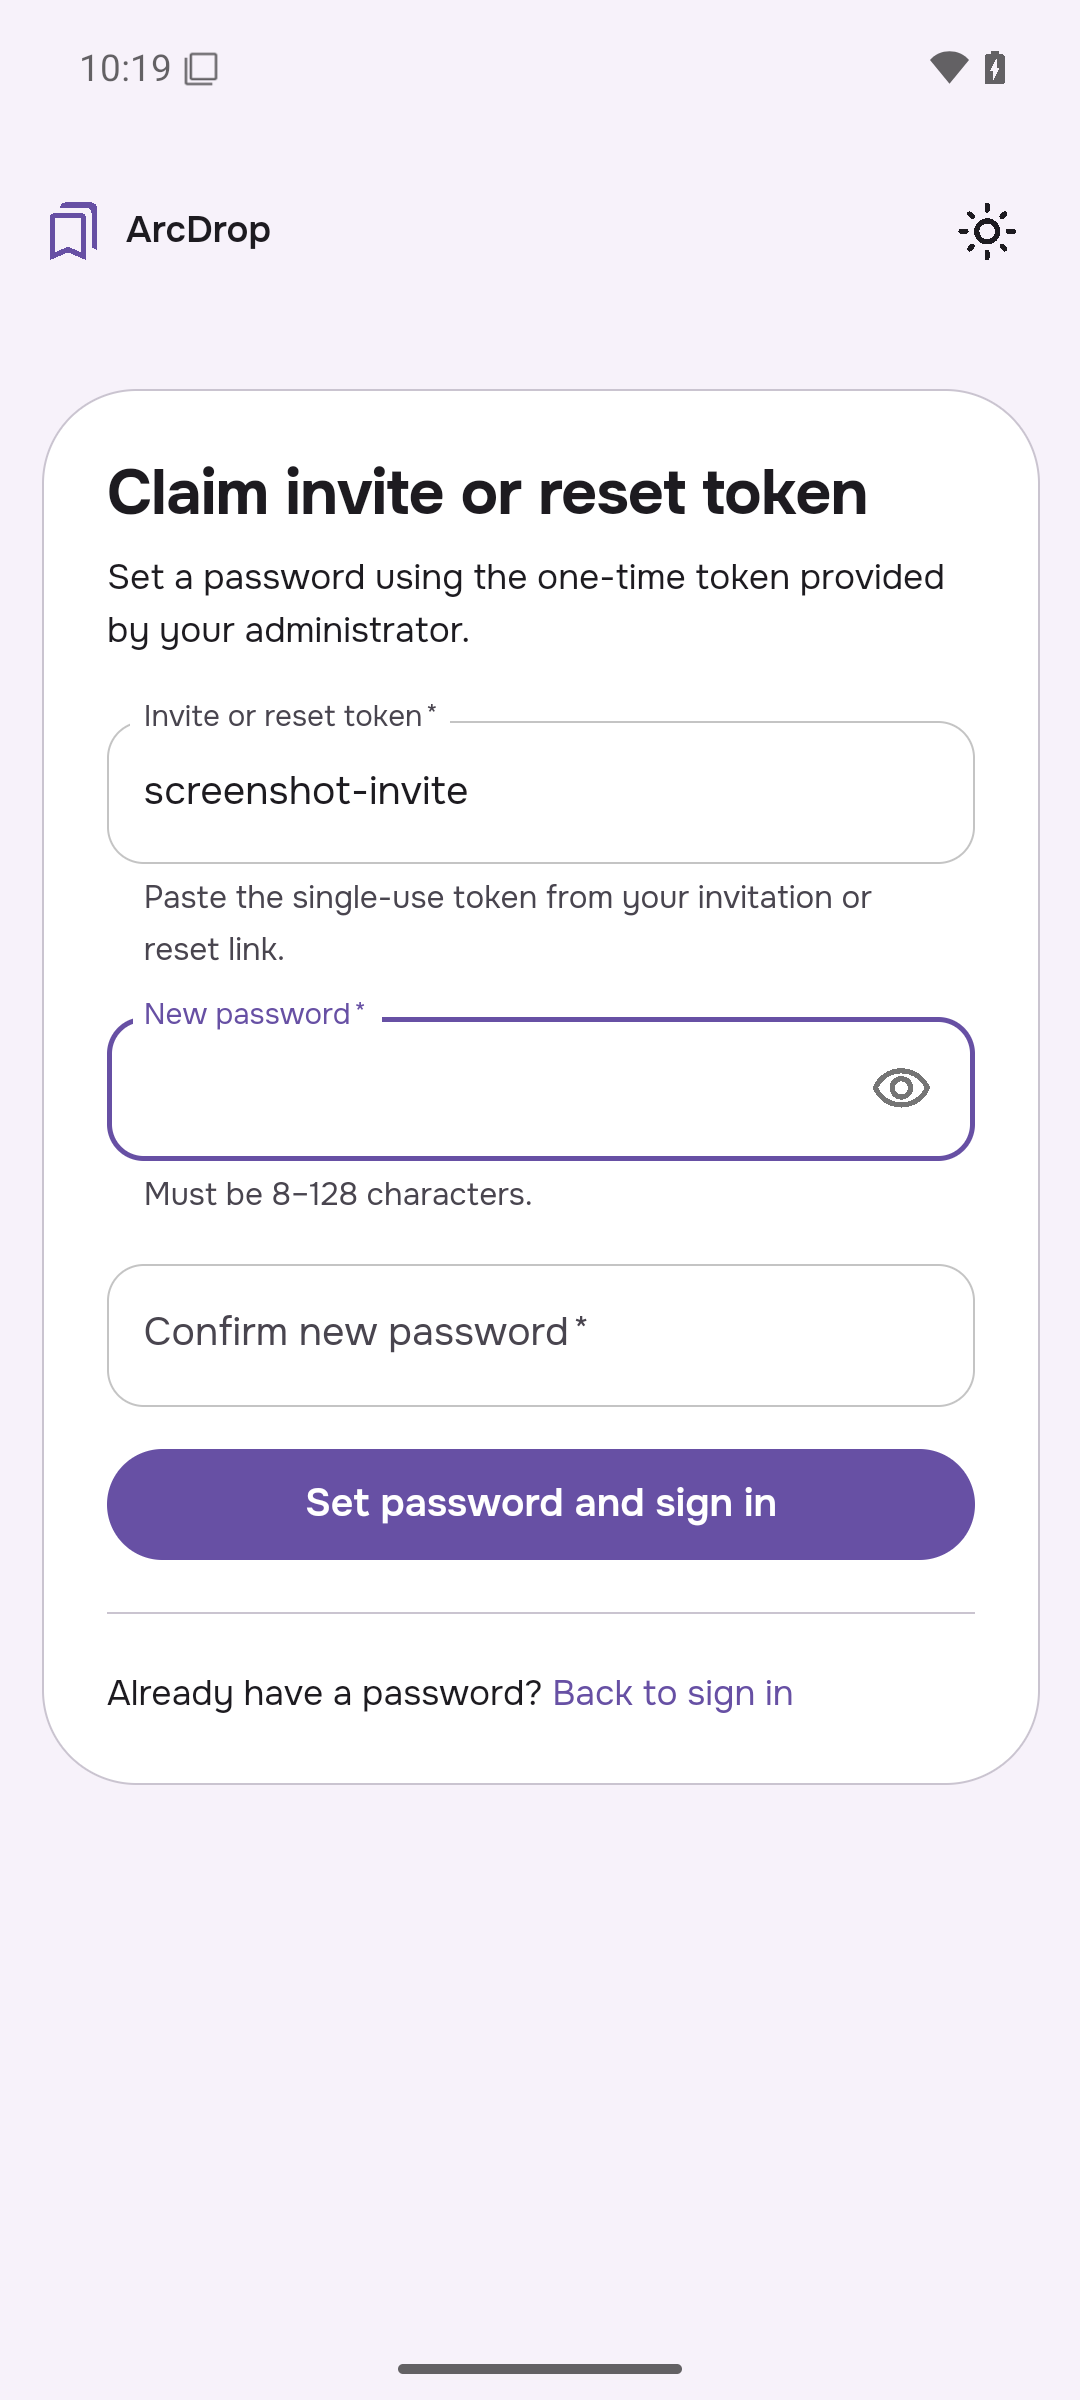 10:19
ArcDrop
Claim invite or reset token
Set a password using the one-time token provided
by your administrator.
Invite or reset token *
screenshot-invite
Paste the single-use token from your invitation or
reset link.
New password *
Must be 8–128 characters.
Confirm new password *
Set password and sign in
Already have a password? Back to sign in